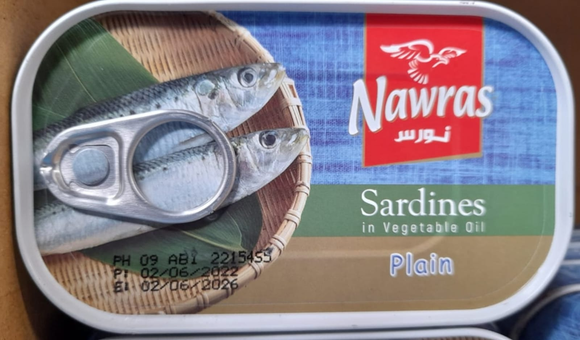 Nawras
نورس
Sardines
in Vegetable Oil
Plain
PH 09 ABI 2215455
P: 02/06/2022
E: 02/06/2026